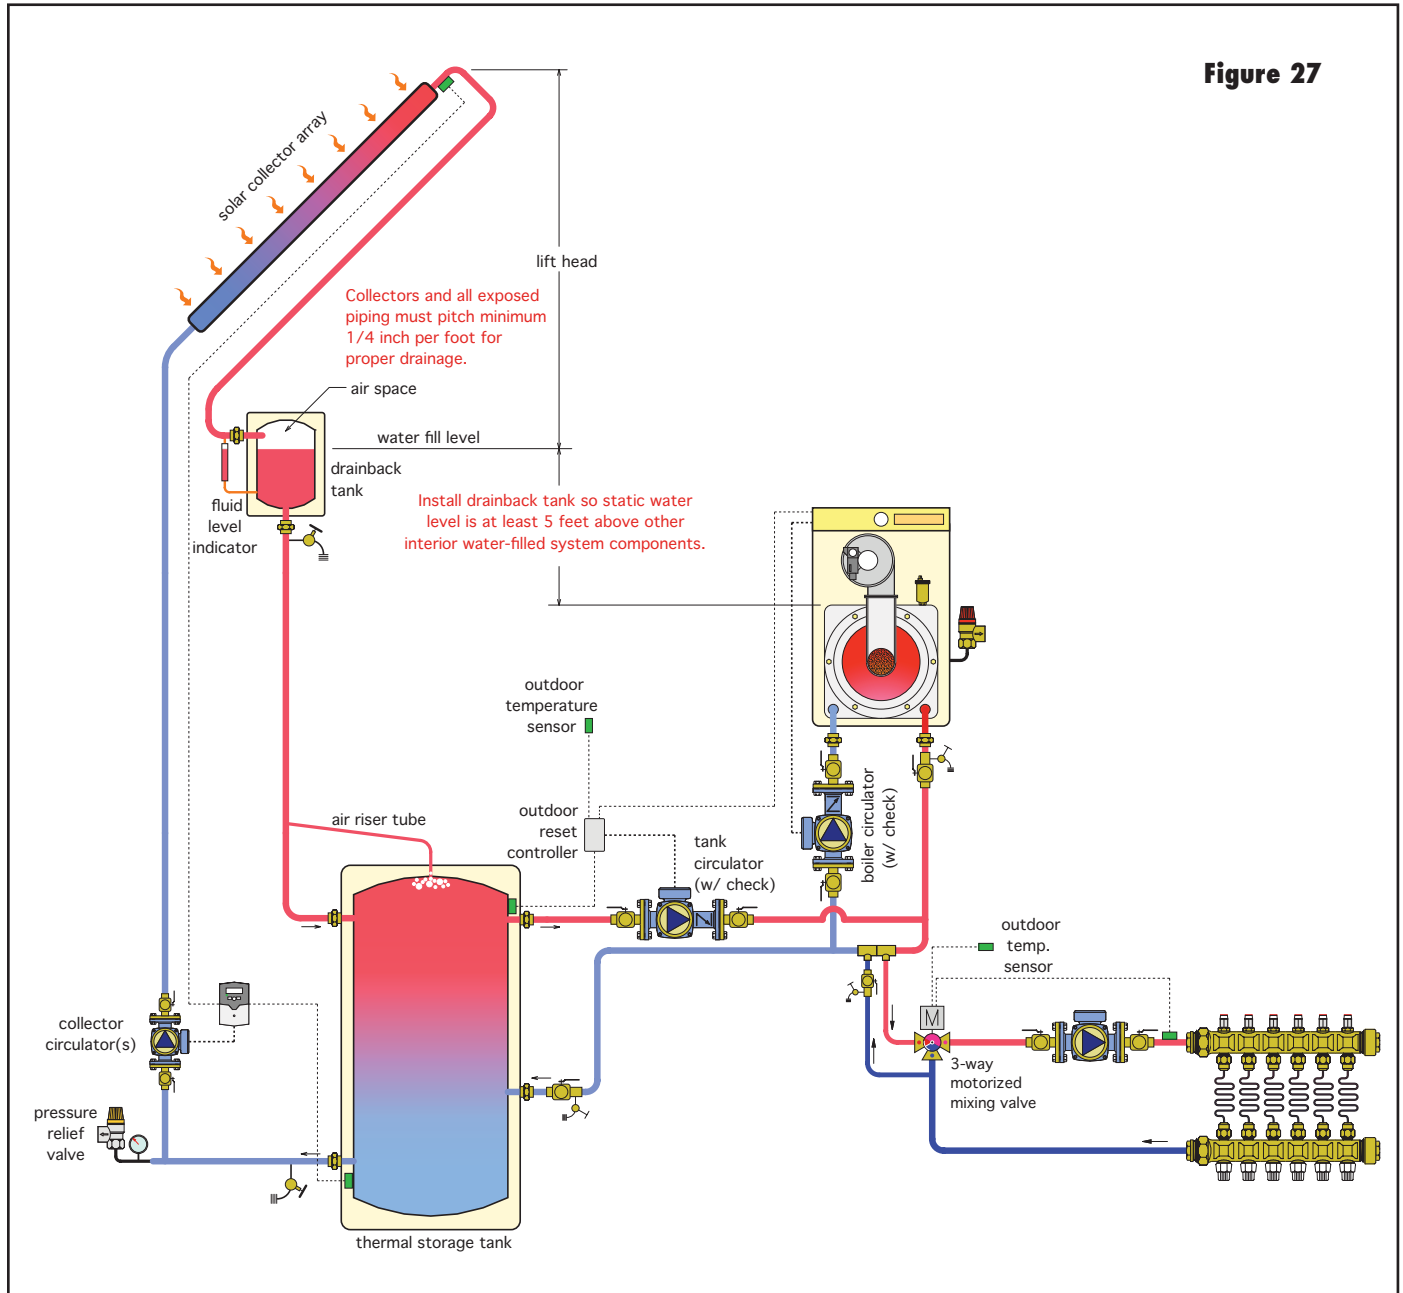 Figure 27
solar collector array
lift head
Collectors and all exposed
piping must pitch minimum
1/4 inch per foot for
proper drainage.
air space
water fill level
drainback
tank
fluid
level
indicator
Install drainback tank so static water
level is at least 5 feet above other
interior water-filled system components.
outdoor
temperature
sensor
outdoor
reset
controller
air riser tube
tank
circulator
(w/ check)
boiler circulator
(w/ check)
outdoor
temp.
sensor
M
3-way
motorized
mixing valve
collector
circulator(s)
pressure
relief
valve
thermal storage tank